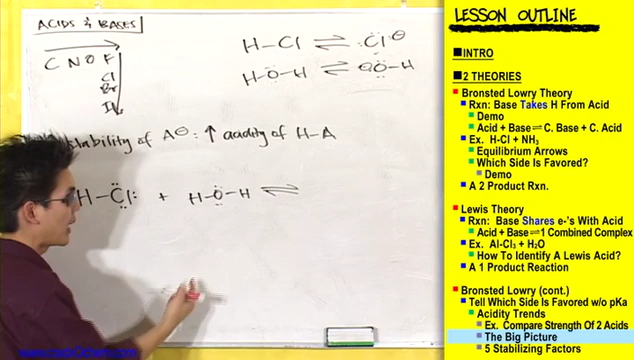 ACIDS & BASES
C N O F
Cl
Br
I
H-Cl ⇌ :Cl⊖
H-O-H ⇌ ⊖O-H
stability of A⊖: ↑ acidity of H-A
H-Cl: + H-O-H ⇌
LESSON OUTLINE
INTRO
2 THEORIES
Bronsted Lowry Theory
Rxn: Base Takes H From Acid
Demo
Acid + Base⇌C. Base + C. Acid
Ex. H-Cl + NH₃
Equilibrium Arrows
Which Side Is Favored?
Demo
A 2 Product Rxn.
Lewis Theory
Rxn: Base Shares e-'s With Acid
Acid + Base⇌1 Combined Complex
Ex. Al-Cl₃ + H₂O
How To Identify A Lewis Acid?
A 1 Product Reaction
Bronsted Lowry (cont.)
Tell Which Side Is Favored w/o pKa
Acidity Trends
Ex. Compare Strength Of 2 Acids
The Big Picture
5 Stabilizing Factors